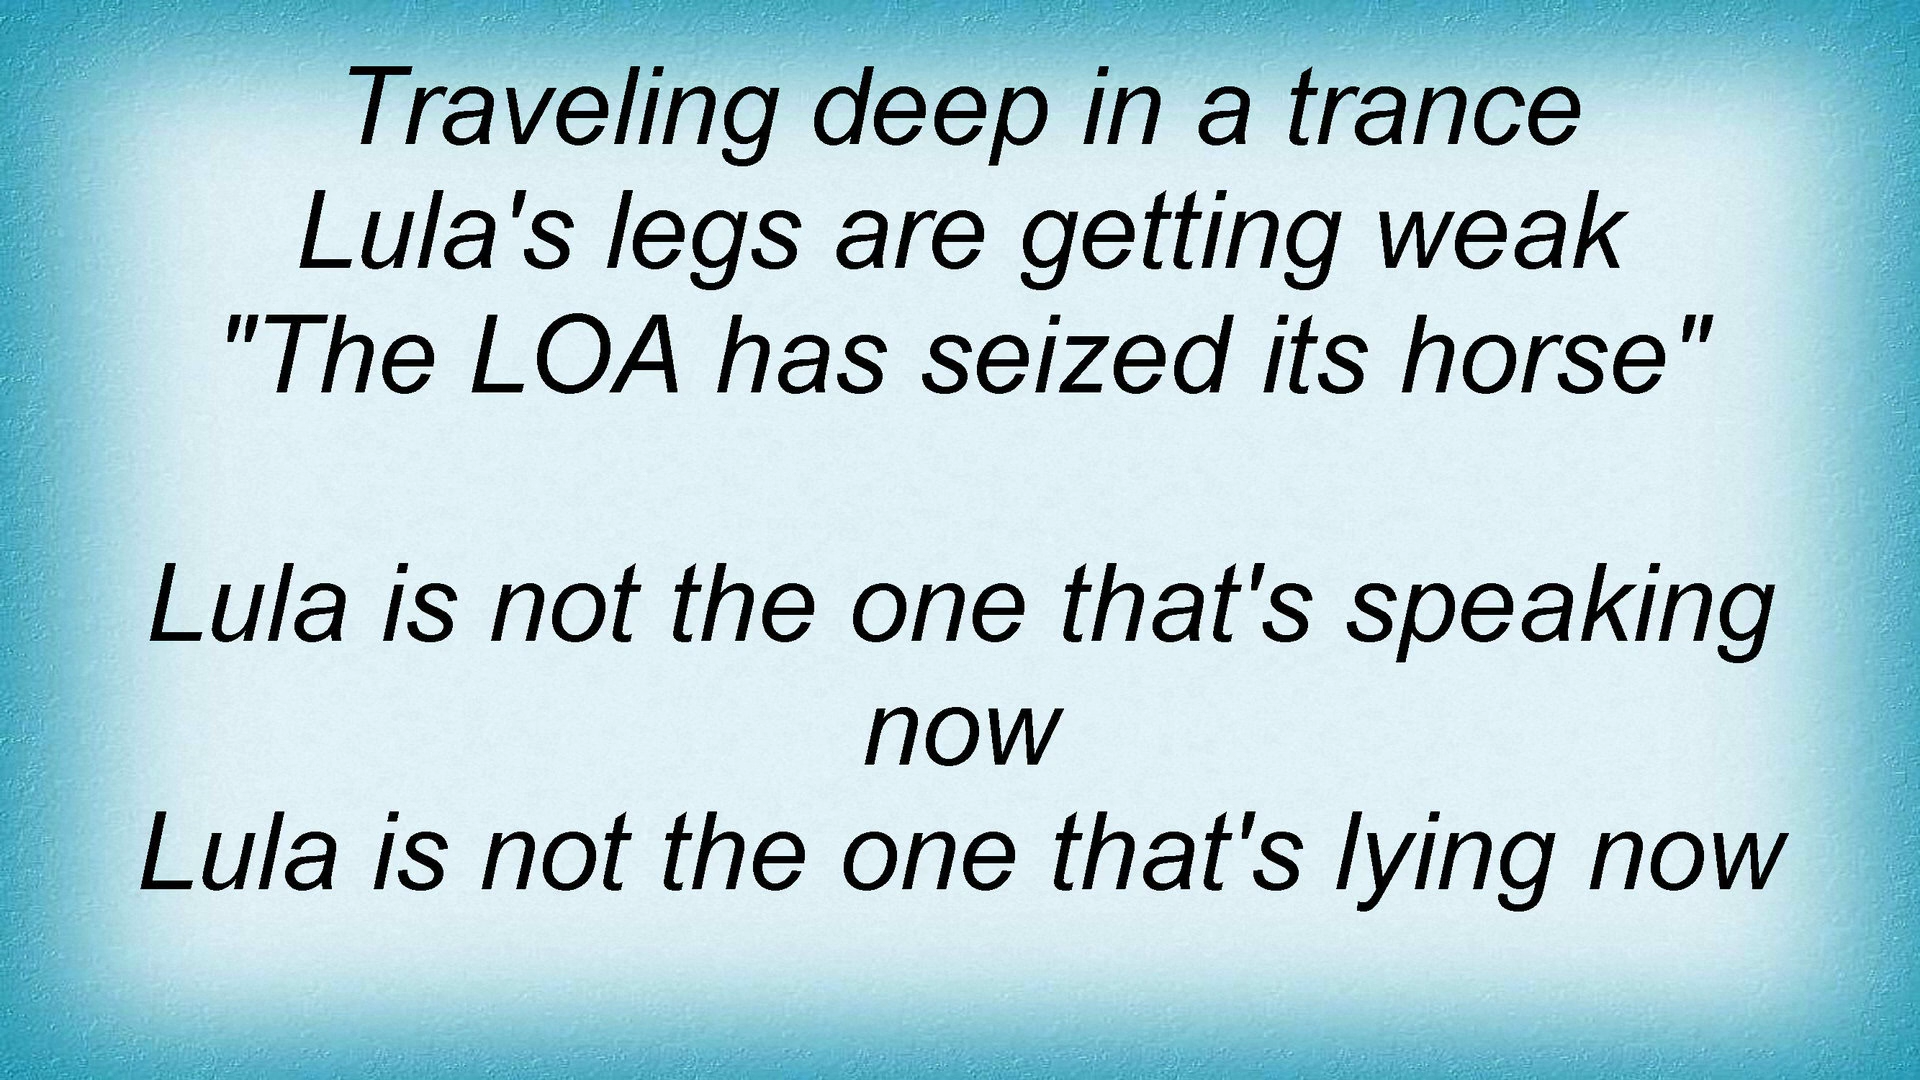 Traveling deep in a trance
Lula's legs are getting weak
"The LOA has seized its horse"
Lula is not the one that's speaking
now
Lula is not the one that's lying now